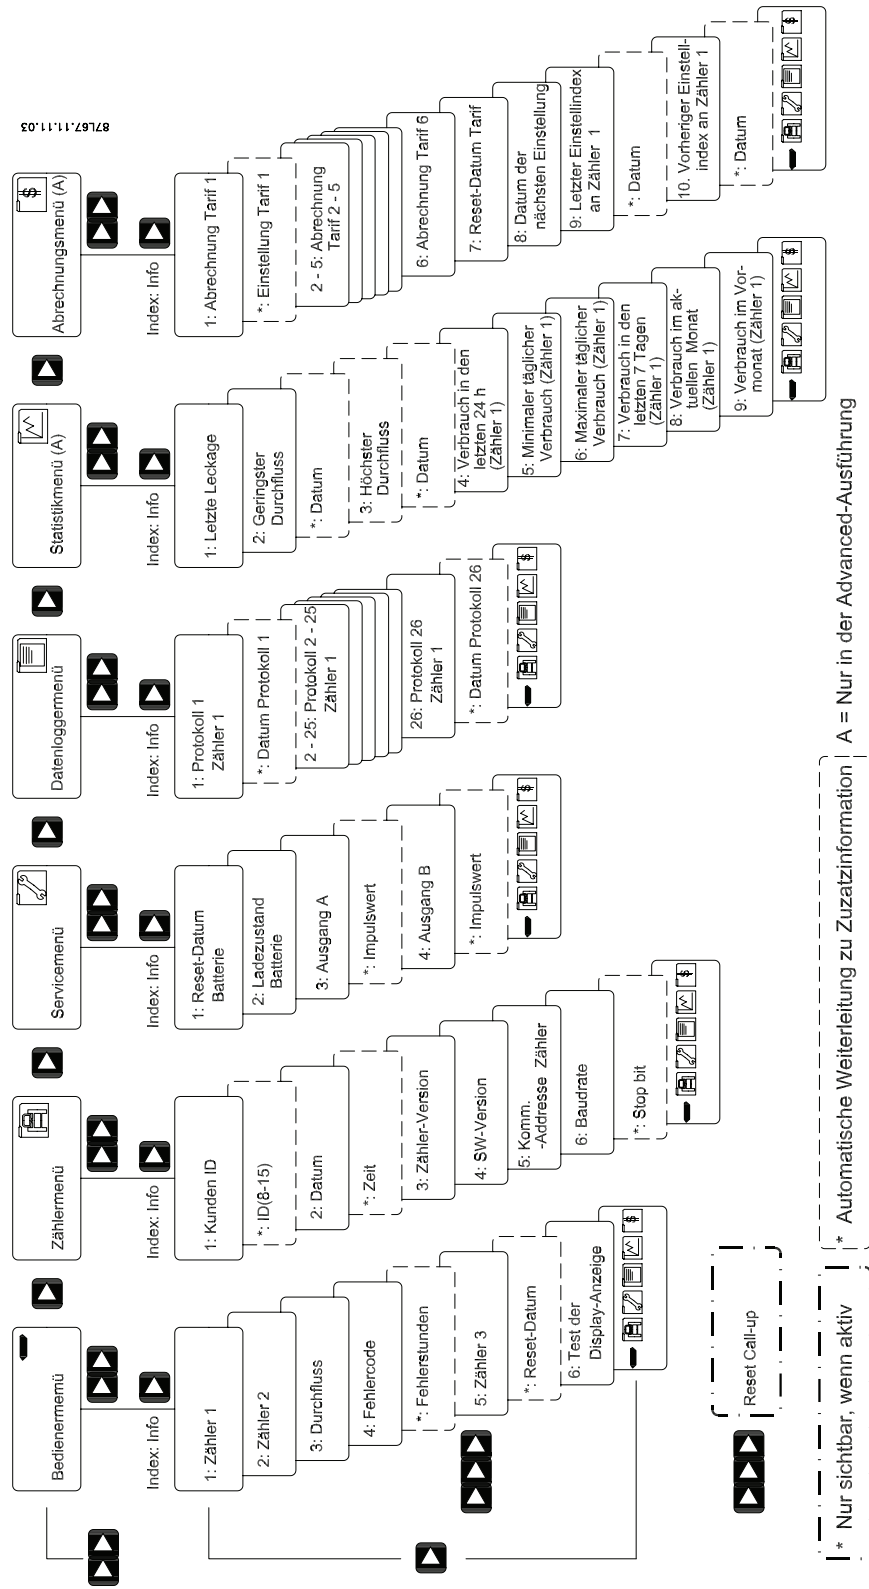 87L67.11.11.03
Bedienermemü
Index: Info
1: Zähler 1
2: Zähler 2
3: Durchfluss
4: Fehlercode
*: Fehlerstunden
5: Zähler 3
*: Reset-Datum
6: Test der
Display-Anzeige
Reset Call-up
Zählermenü
Index: Info
1: Kunden ID
*: ID(8-15)
2: Datum
*: Zeit
3: Zähler-Version
4: SW-Version
5: Komm.
-Addresse Zähler
6: Baudrate
*: Stop bit
Servicemenü
Index: Info
1: Reset-Datum
Batterie
2: Ladezustand
Batterie
3: Ausgang A
*: Impulswert
4: Ausgang B
*: Impulswert
Datenloggermenü
Index: Info
1: Protokoll 1
Zähler 1
*: Datum Protokoll 1
2 - 25: Protokoll 2 - 25
Zähler 1
26: Protokoll 26
Zähler 1
*: Datum Protokoll 26
Statistikmenü (A)
Index: Info
1: Letzte Leckage
2: Geringster
Durchfluss
*: Datum
3: Höchster
Durchfluss
*: Datum
4: Verbrauch in den
letzten 24 h
(Zähler 1)
5: Minimaler täglicher
Verbrauch (Zähler 1)
6: Maximaler täglicher
Verbrauch (Zähler 1)
7: Verbrauch in den
letzten 7 Tagen
(Zähler 1)
8: Verbrauch im ak-
tuellen Monat
(Zähler 1)
9: Verbrauch im Vor-
monat (Zähler 1)
Abrechnungsmenü (A)
Index: Info
1: Abrechnung Tarif 1
*: Einstellung Tarif 1
2 - 5: Abrechnung
Tarif 2 - 5
6: Abrechnung Tarif 6
7: Reset-Datum Tarif
8: Datum der
nächsten Einstellung
9: Letzter Einstellindex
an Zähler 1
*: Datum
10. Vorheriger Einstell-
index an Zähler 1
*: Datum
* Nur sichtbar, wenn aktiv
* Automatische Weiterleitung zu Zuzatzinformation
A = Nur in der Advanced-Ausführung